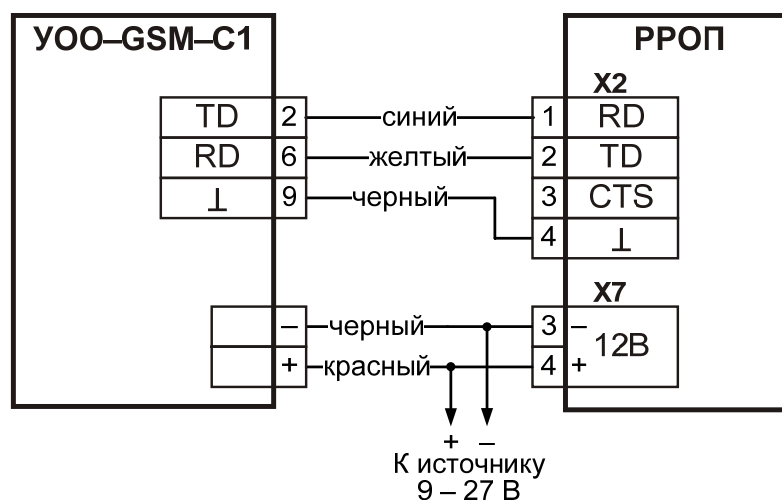 УОО–GSM–С1
РРОП
X2
TD 2 синий 1 RD
RD 6 желтый 2 TD
⊥ 9 черный 3 CTS
4 ⊥
X7
– черный 3 –
12В
+ красный 4 +
+ –
К источнику
9 – 27 В